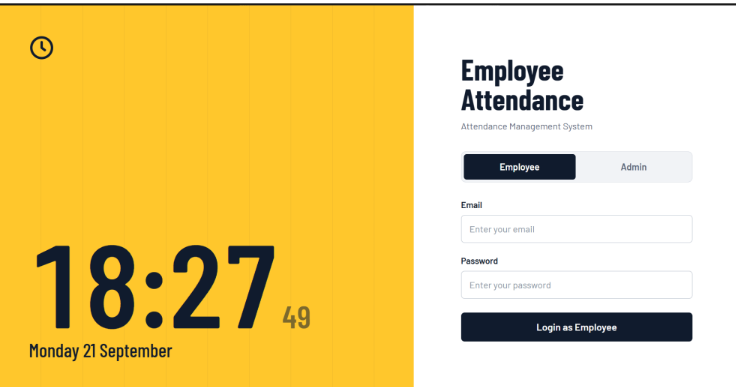 18:27 49
Monday 21 September
Employee
Attendance
Attendance Management System
Employee Admin
Email
Enter your email
Password
Enter your password
Login as Employee